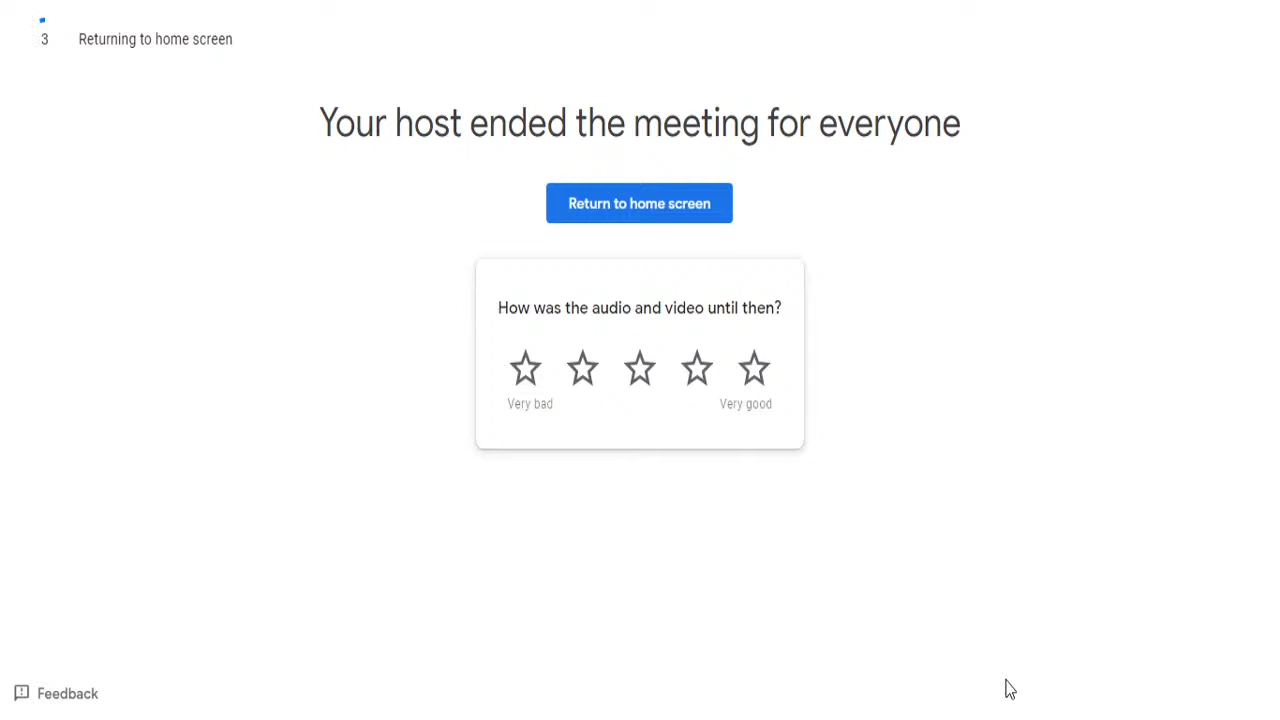 3 Returning to home screen
Your host ended the meeting for everyone
Return to home screen
How was the audio and video until then?
Very bad Very good
Feedback